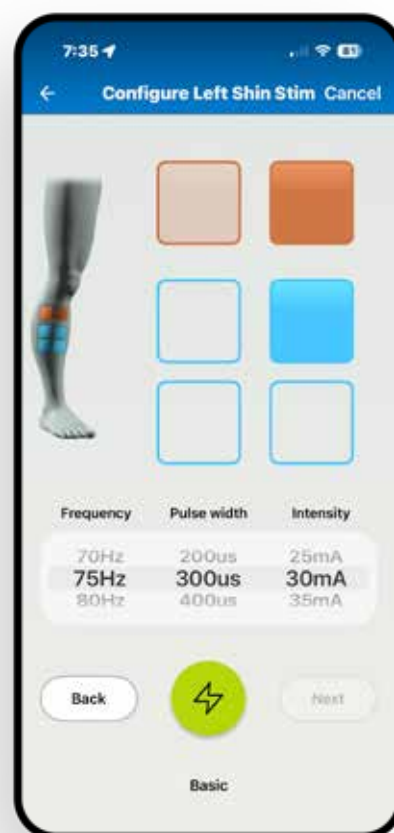 7:35
81
Configure Left Shin Stim Cancel
Frequency Pulse width Intensity
70Hz 200us 25mA
75Hz 300us 30mA
80Hz 400us 35mA
Back Next
Basic